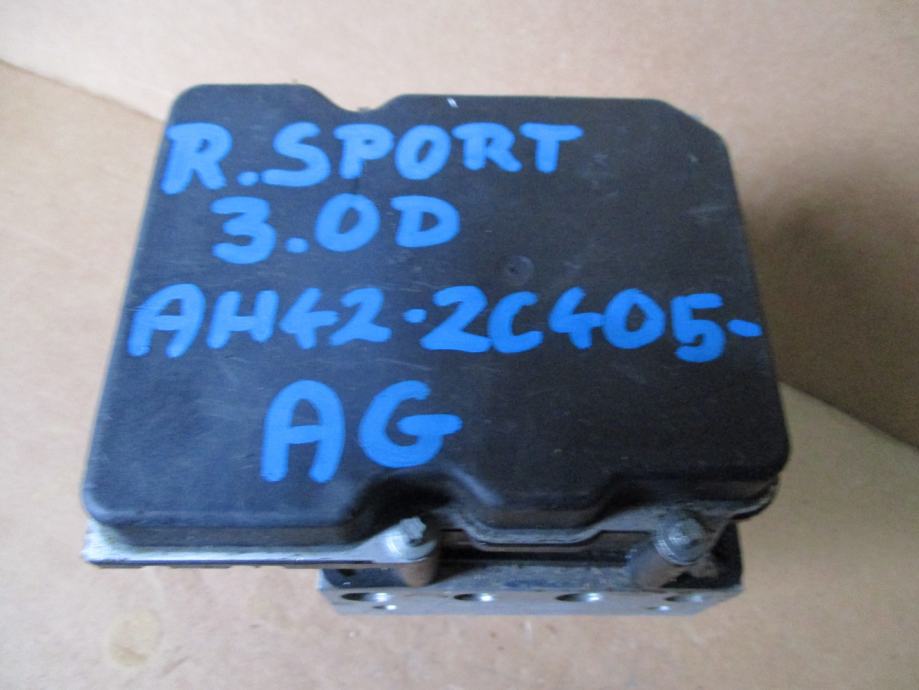 R.SPORT
3.0D
AH42-2C405-
AG